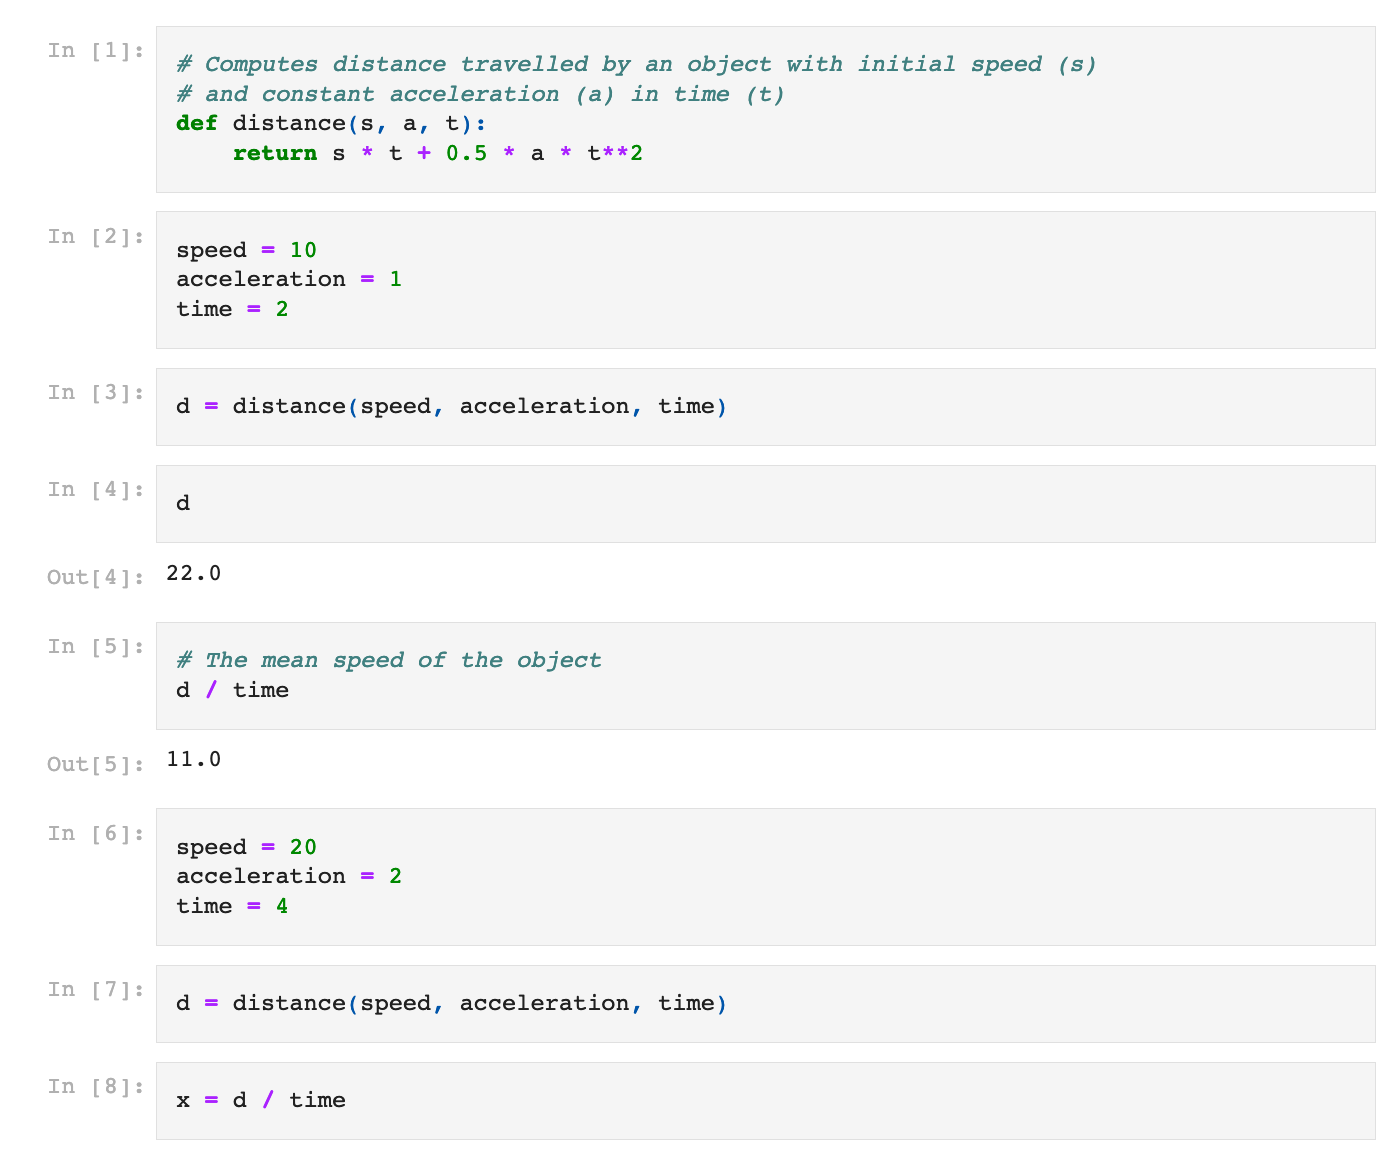 In [1]:
# Computes distance travelled by an object with initial speed (s)
# and constant acceleration (a) in time (t)
def distance(s, a, t):
    return s * t + 0.5 * a * t**2
In [2]:
speed = 10
acceleration = 1
time = 2
In [3]:
d = distance(speed, acceleration, time)
In [4]:
d
Out[4]:
22.0
In [5]:
# The mean speed of the object
d / time
Out[5]:
11.0
In [6]:
speed = 20
acceleration = 2
time = 4
In [7]:
d = distance(speed, acceleration, time)
In [8]:
x = d / time